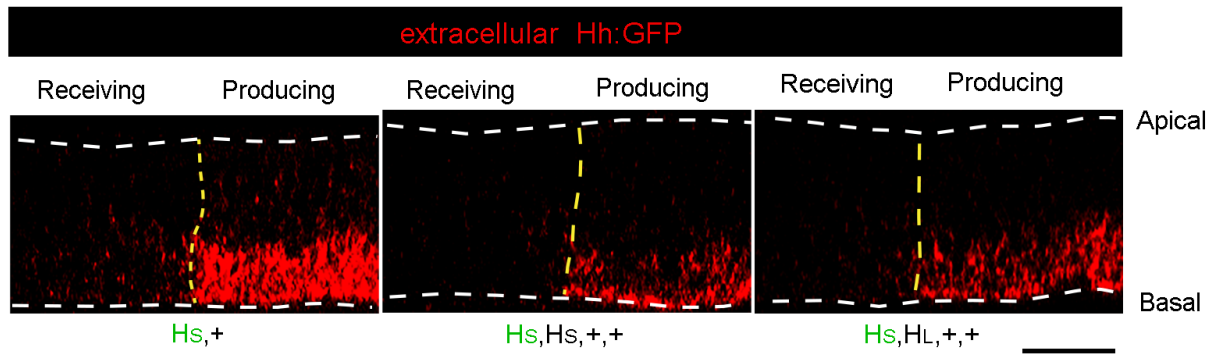 extracellular Hh:GFP
Receiving Producing Receiving Producing Receiving Producing
Apical
Basal
Hs,+ Hs,Hs,+,+ Hs,HL,+,+